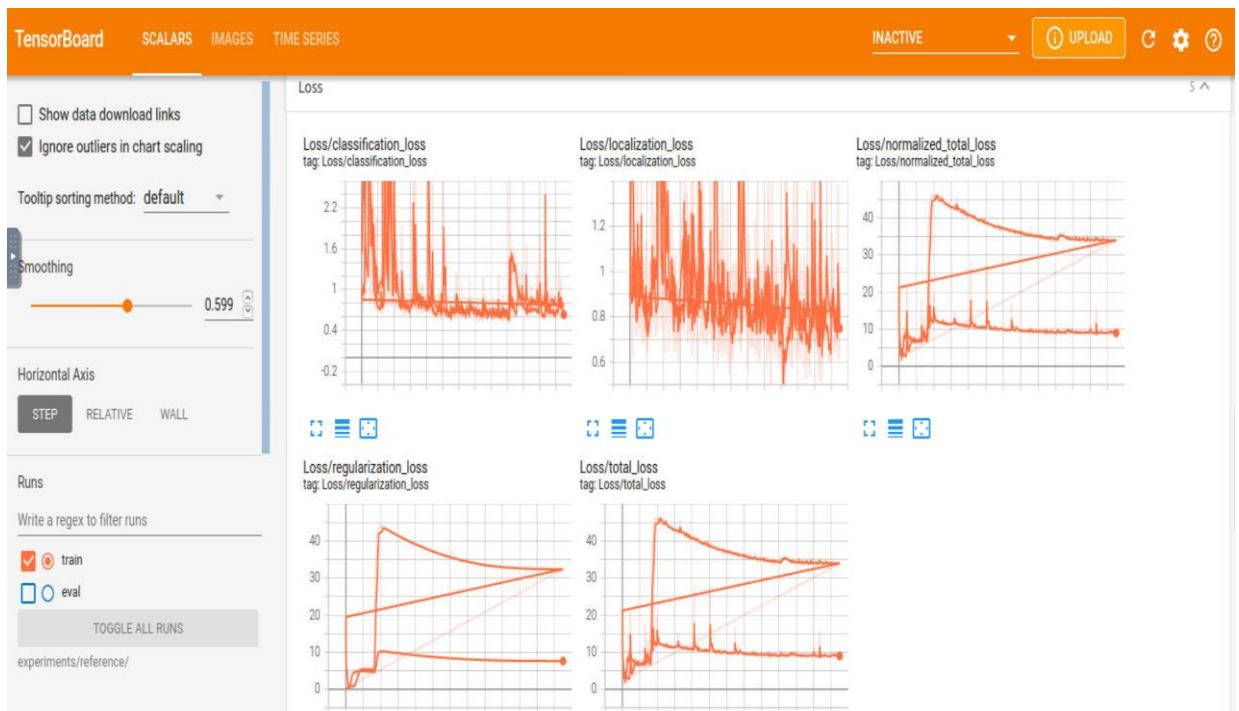 TensorBoard SCALARS IMAGES TIME SERIES INACTIVE UPLOAD
Show data download links
Ignore outliers in chart scaling
Tooltip sorting method: default
Smoothing
0.599
Horizontal Axis
STEP RELATIVE WALL
Runs
Write a regex to filter runs
train
eval
TOGGLE ALL RUNS
experiments/reference/
Loss 5
Loss/classification_loss
tag: Loss/classification_loss
2.2
1.6
1
0.4
-0.2
Loss/localization_loss
tag: Loss/localization_loss
1.2
1
0.8
0.6
Loss/normalized_total_loss
tag: Loss/normalized_total_loss
40
30
20
10
0
Loss/regularization_loss
tag: Loss/regularization_loss
40
30
20
10
0
Loss/total_loss
tag: Loss/total_loss
40
30
20
10
0